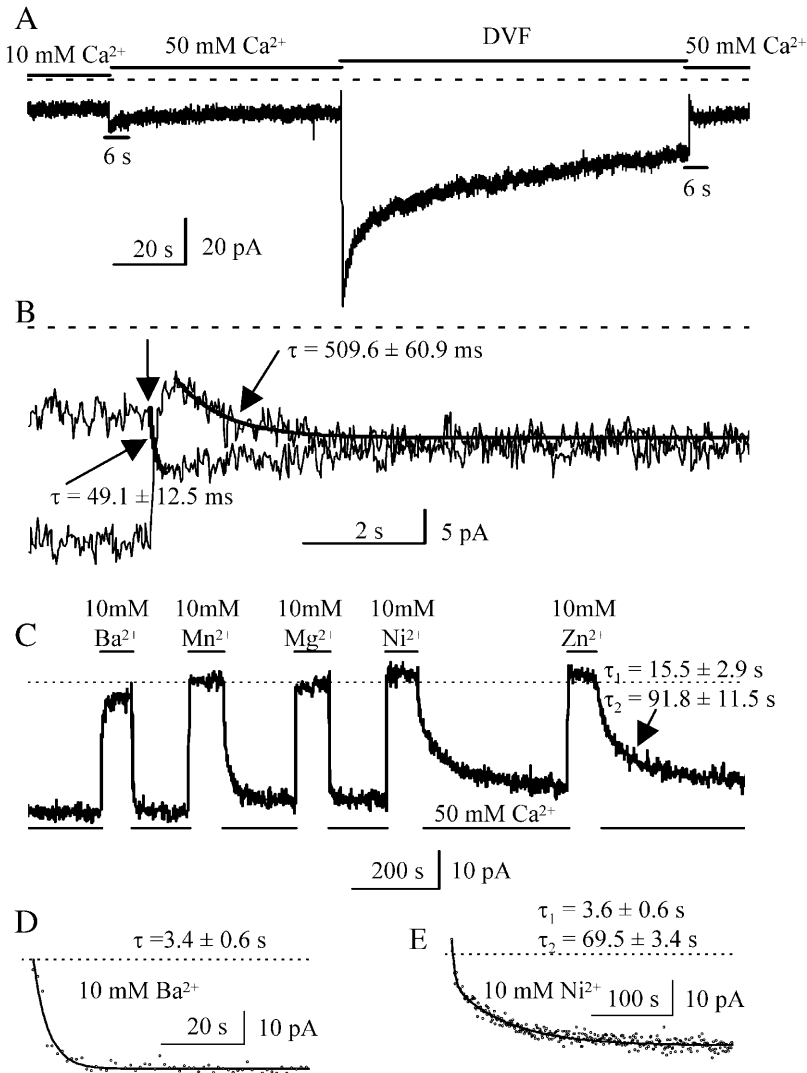 A
10 mM Ca²⁺
50 mM Ca²⁺
DVF
50 mM Ca²⁺
6 s
6 s
20 s
20 pA
B
τ = 509.6 ± 60.9 ms
τ = 49.1 ± 12.5 ms
2 s
5 pA
C
10mM Ba²⁺
10mM Mn²⁺
10mM Mg²⁺
10mM Ni²⁺
10mM Zn²⁺
τ₁ = 15.5 ± 2.9 s
τ₂ = 91.8 ± 11.5 s
50 mM Ca²⁺
200 s
10 pA
D
τ =3.4 ± 0.6 s
10 mM Ba²⁺
20 s
10 pA
E
τ₁ = 3.6 ± 0.6 s
τ₂ = 69.5 ± 3.4 s
10 mM Ni²⁺
100 s
10 pA